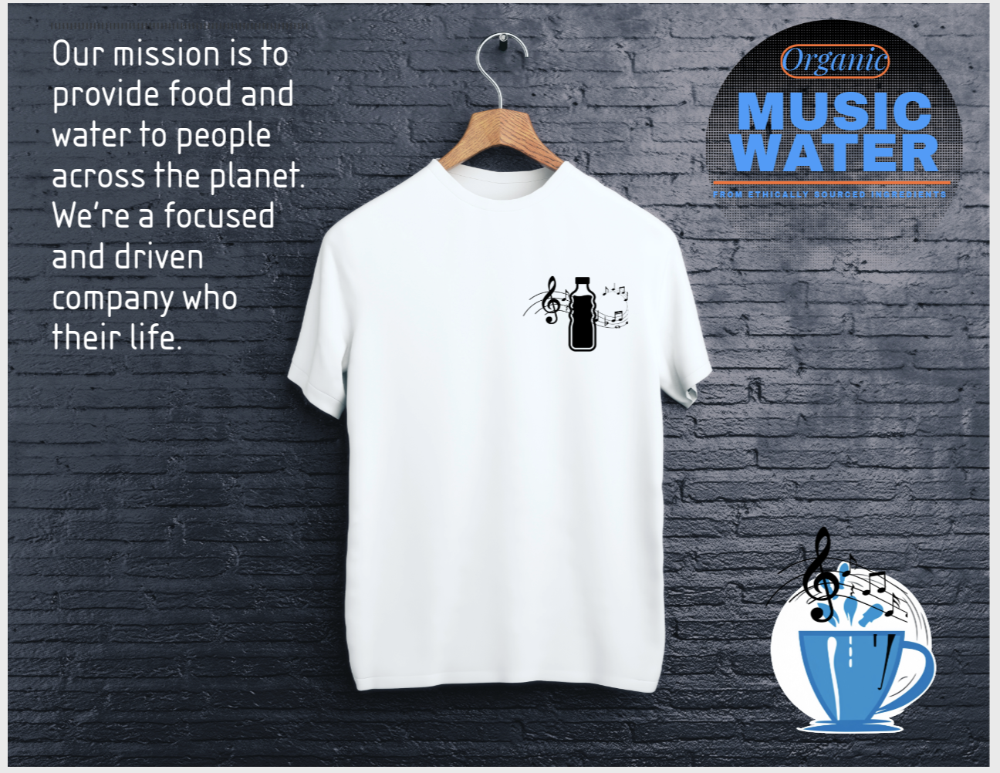 Our mission is to
provide food and
water to people
across the planet.
We're a focused
and driven
company who
their life.
Organic
MUSIC
WATER
FROM ETHICALLY SOURCED INGREDIENTS